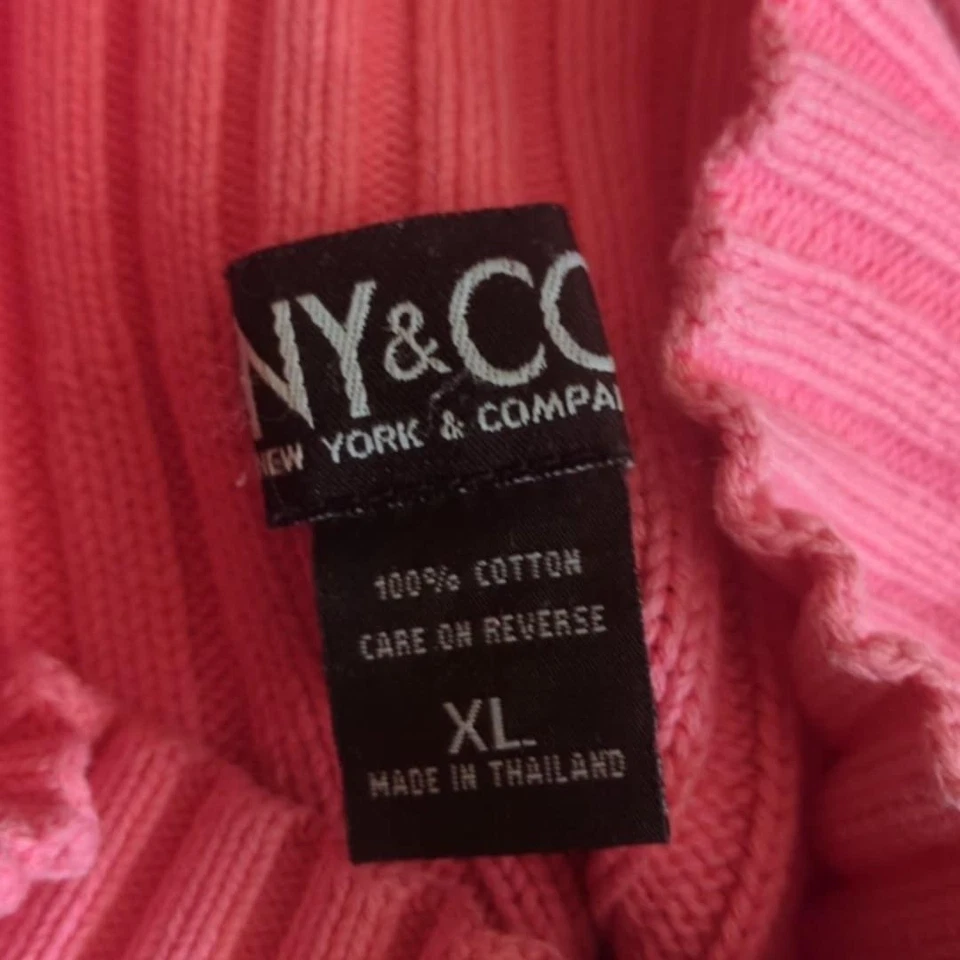 NY&CO
NEW YORK & COMPA
100% COTTON
CARE ON REVERSE
XL
MADE IN THAILAND